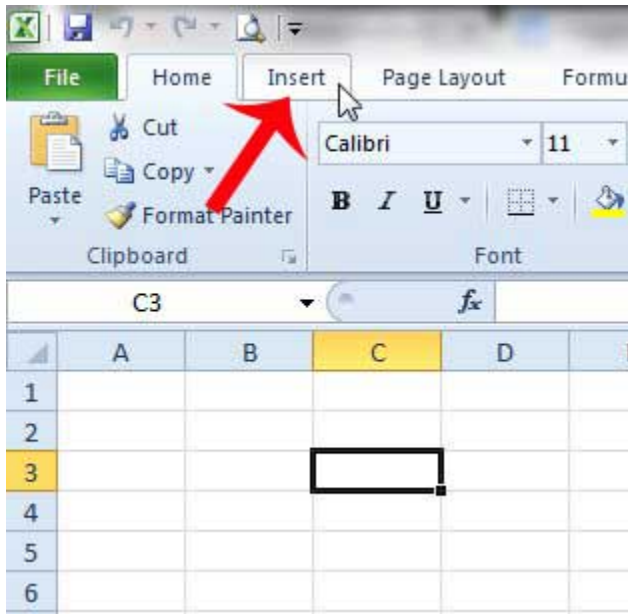 File Home Insert Page Layout Formu
Cut
Calibri 11
Copy
Paste
B I U
Format Painter
Clipboard Font
C3 fx
A B C D
1
2
3
4
5
6